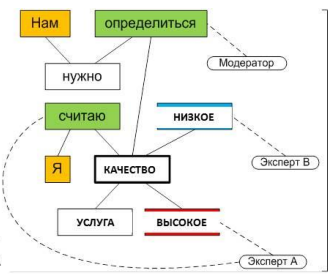 Нам
определиться
Модератор
нужно
считаю
НИЗКОЕ
Эксперт B
Я
КАЧЕСТВО
УСЛУГА
ВЫСОКОЕ
Эксперт A